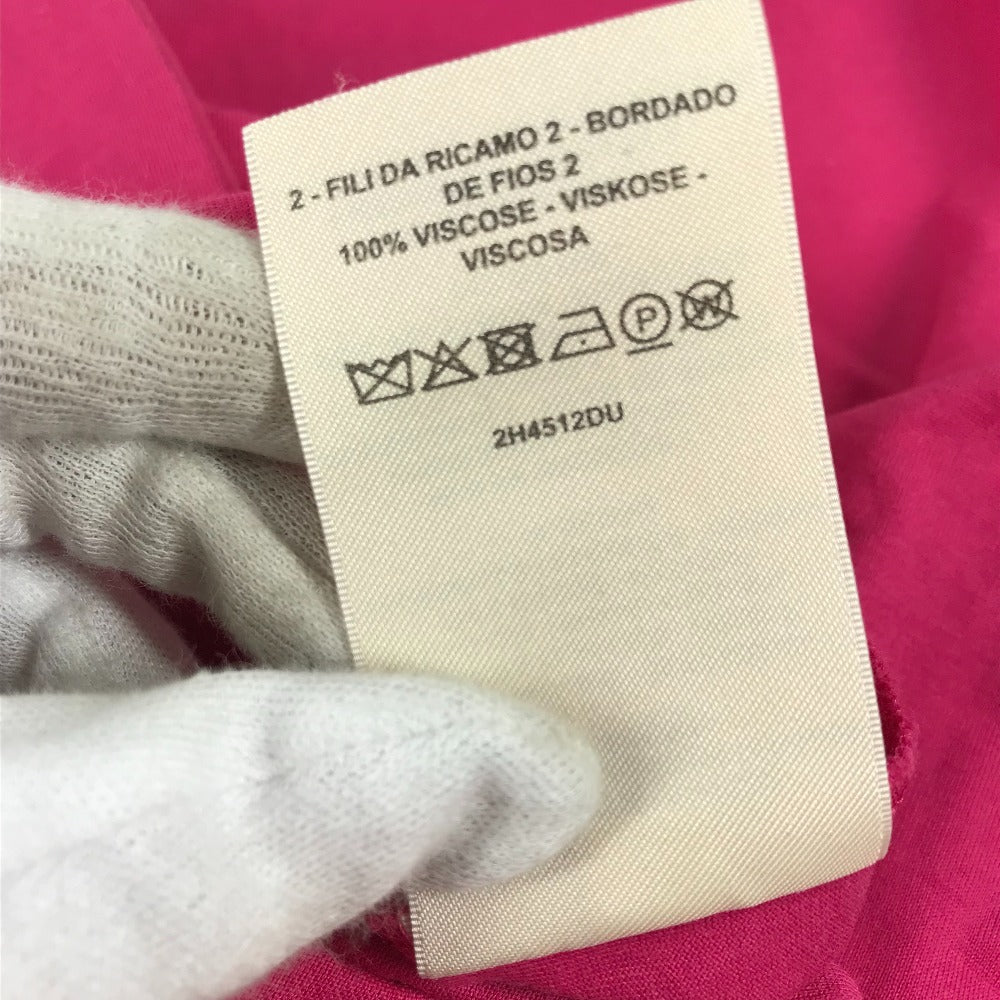 2 - FILI DA RICAMO 2 - BORDADO
DE FIOS 2
100% VISCOSE - VISKOSE -
VISCOSA
P W
2H4512DU